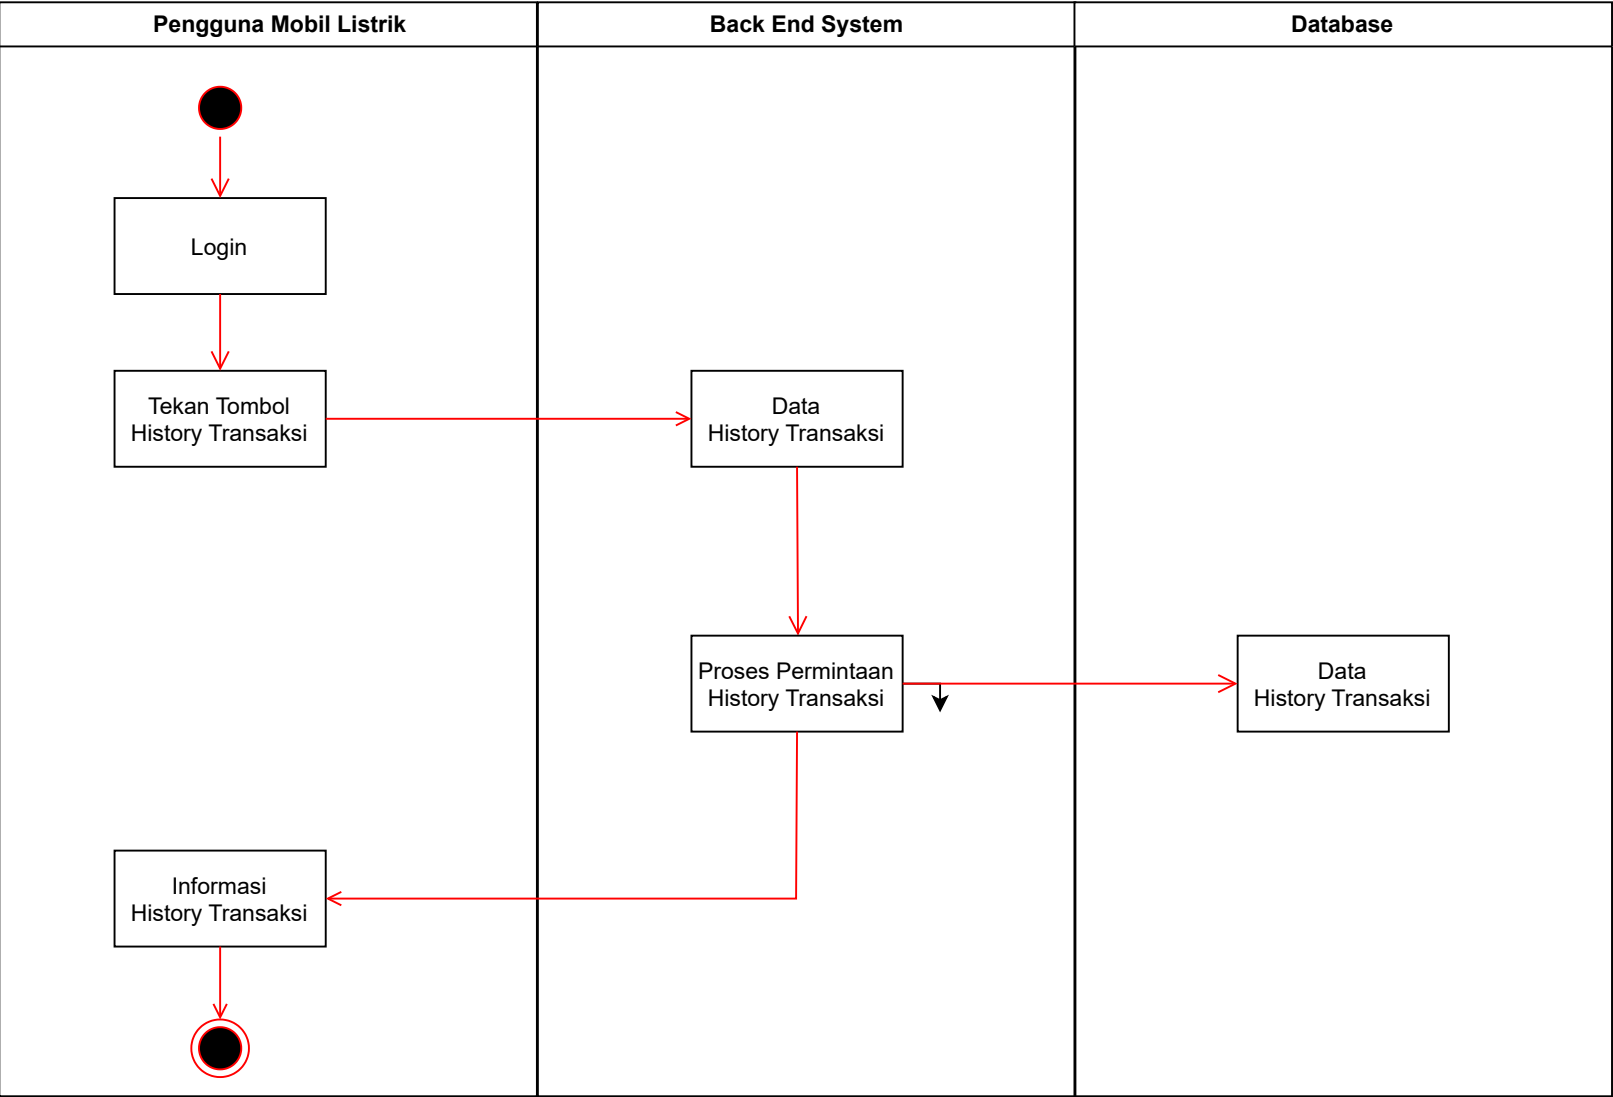 Pengguna Mobil Listrik
Back End System
Database
Login
Tekan Tombol
History Transaksi
Data
History Transaksi
Proses Permintaan
History Transaksi
Data
History Transaksi
Informasi
History Transaksi